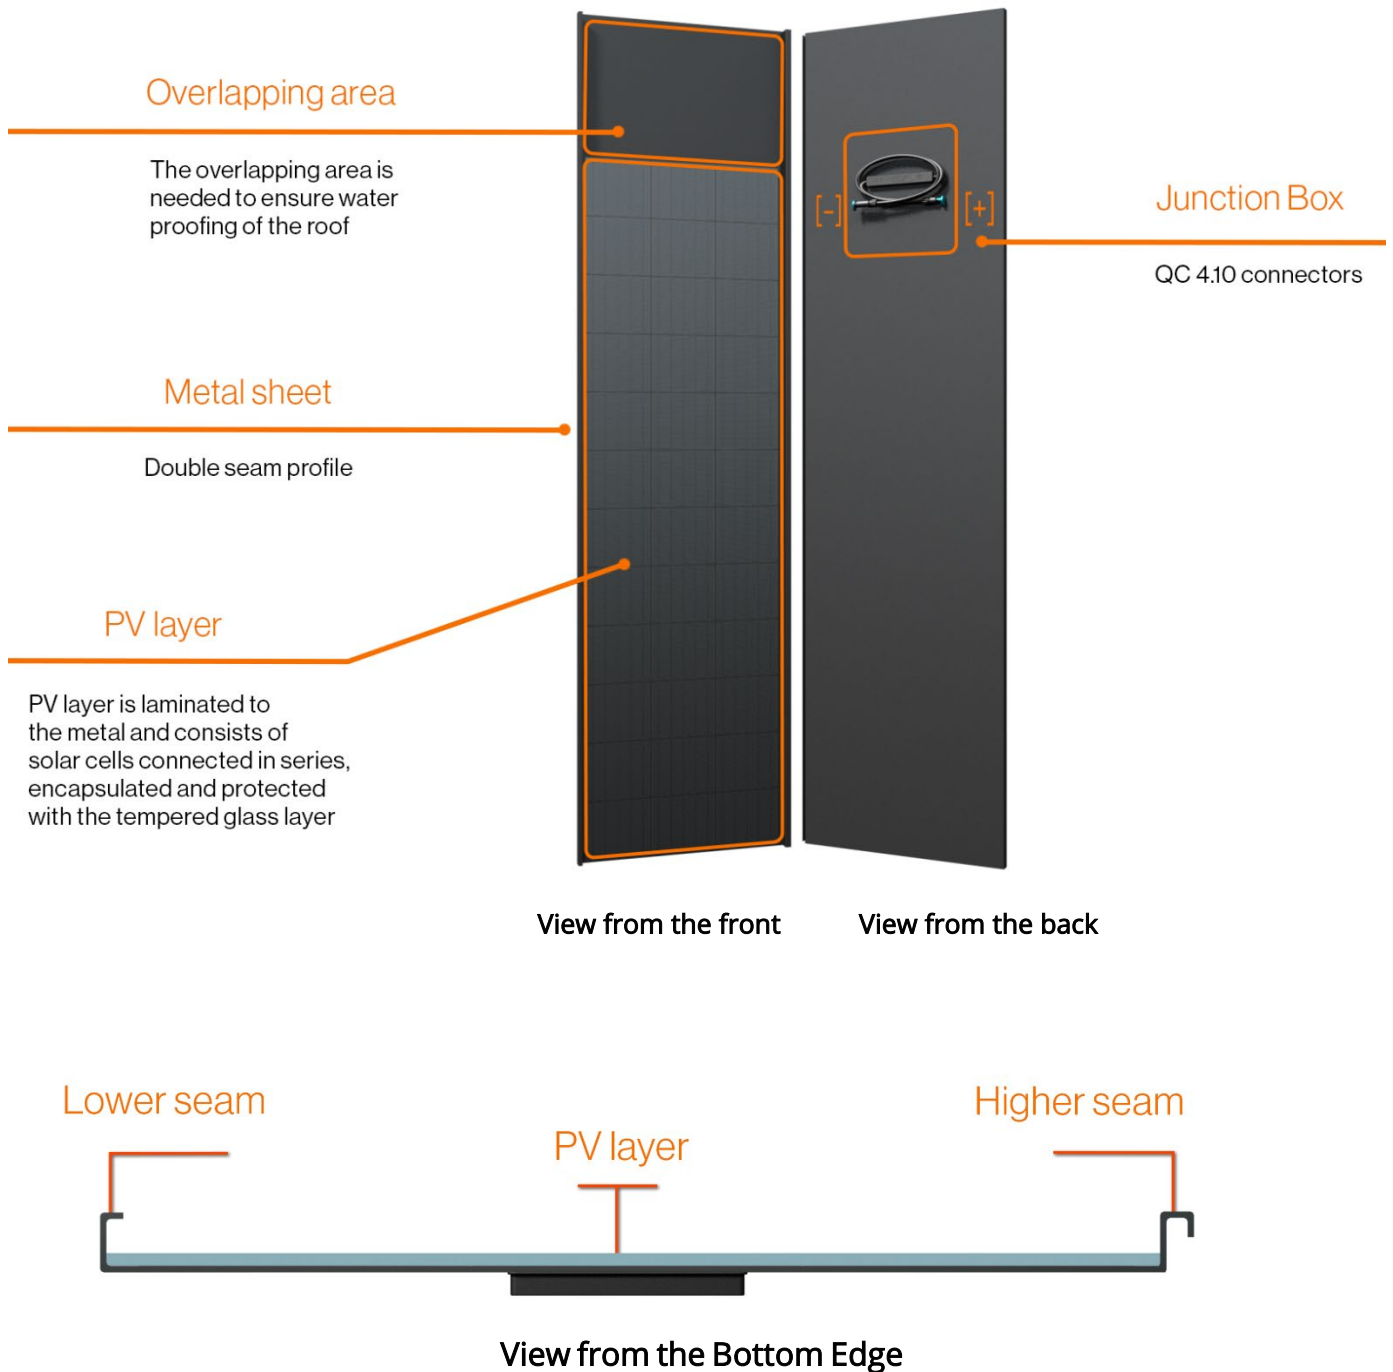 Overlapping area
The overlapping area is
needed to ensure water
proofing of the roof
[-]
[+]
Junction Box
QC 4.10 connectors
Metal sheet
Double seam profile
PV layer
PV layer is laminated to
the metal and consists of
solar cells connected in series,
encapsulated and protected
with the tempered glass layer
View from the front
View from the back
Lower seam
PV layer
Higher seam
View from the Bottom Edge